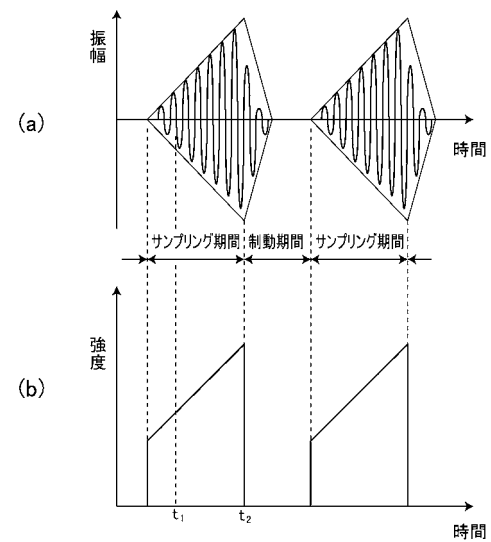 振幅
(a)
時間
サンプリング期間
制動期間
サンプリング期間
強度
(b)
t₁
t₂
時間